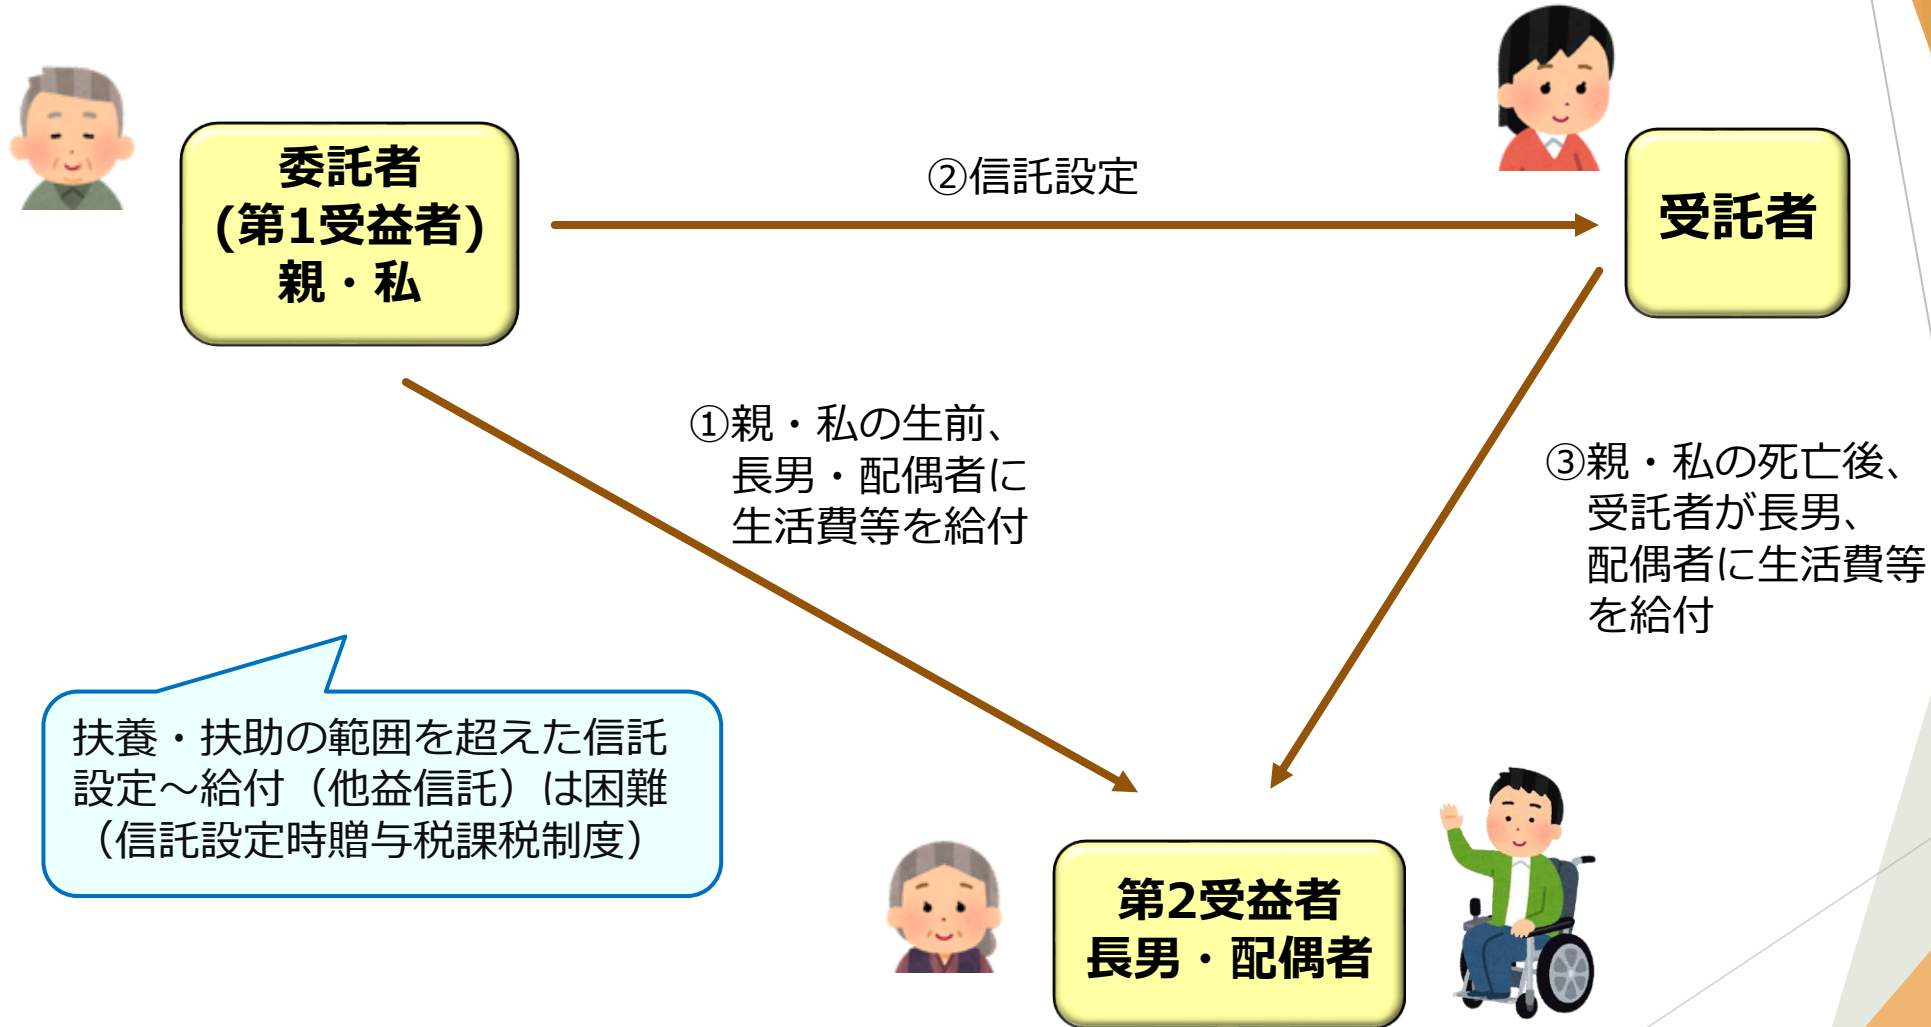 委託者
(第1受益者)
親・私
②信託設定
受託者
①親・私の生前、
長男・配偶者に
生活費等を給付
③親・私の死亡後、
受託者が長男、
配偶者に生活費等
を給付
扶養・扶助の範囲を超えた信託
設定～給付（他益信託）は困難
（信託設定時贈与税課税制度）
第2受益者
長男・配偶者